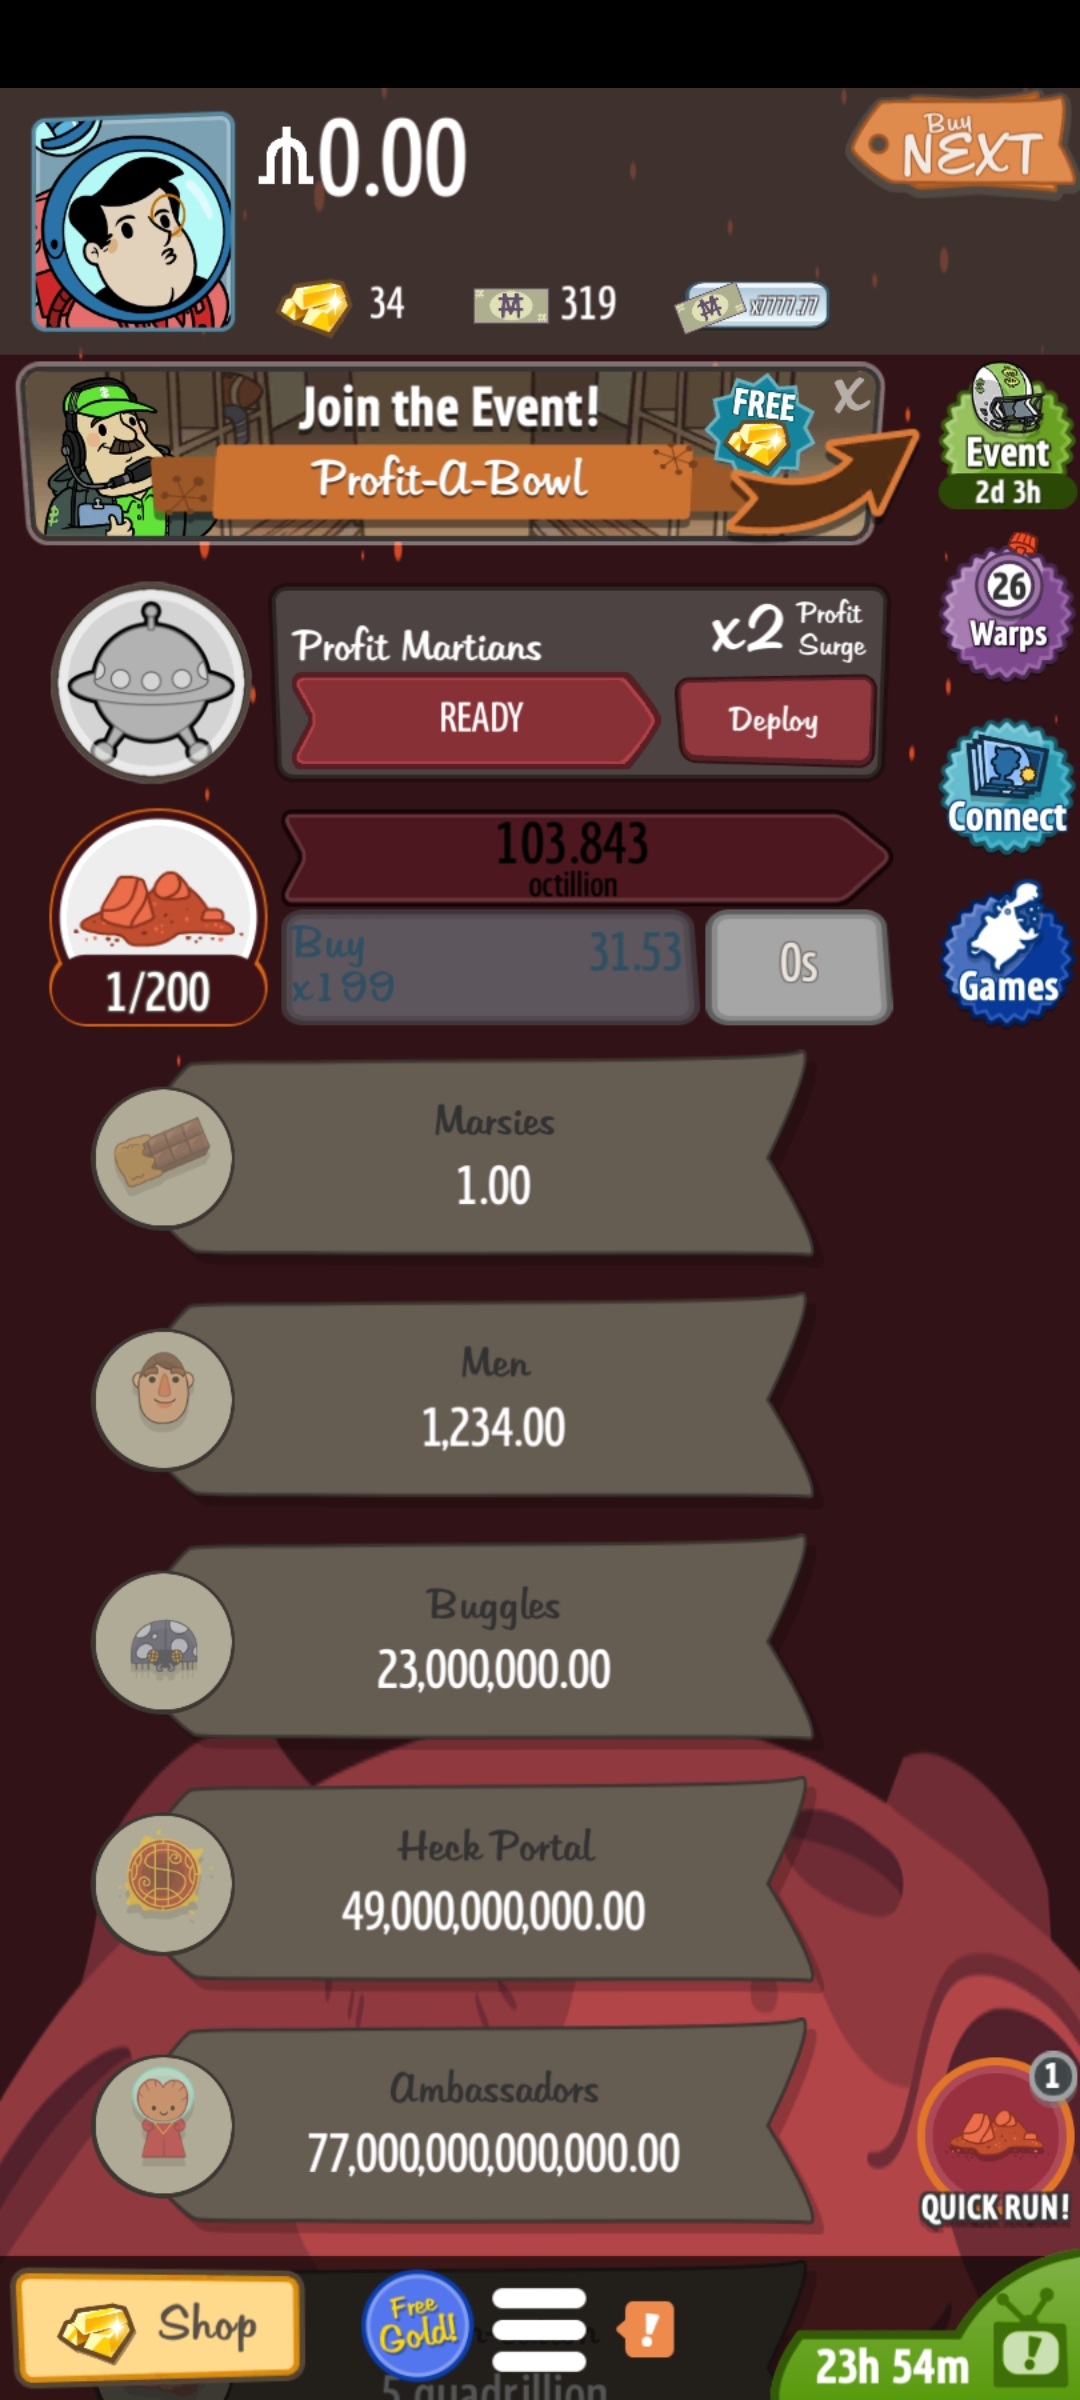 ₼0.00
Buy
NEXT
34
319
x7777.77
Join the Event!
FREE
X
Profit-A-Bowl
Event
2d 3h
26
Warps
Profit Martians
x2 Profit Surge
READY
Deploy
Connect
103.843
octillion
Buy
x199
31.53
0s
1/200
Games
Marsies
1.00
Men
1,234.00
Buggles
23,000,000.00
Heck Portal
49,000,000,000.00
Ambassadors
77,000,000,000,000.00
1
QUICK RUN!
Shop
Free
Gold!
!
!
23h 54m
5 quadrillion